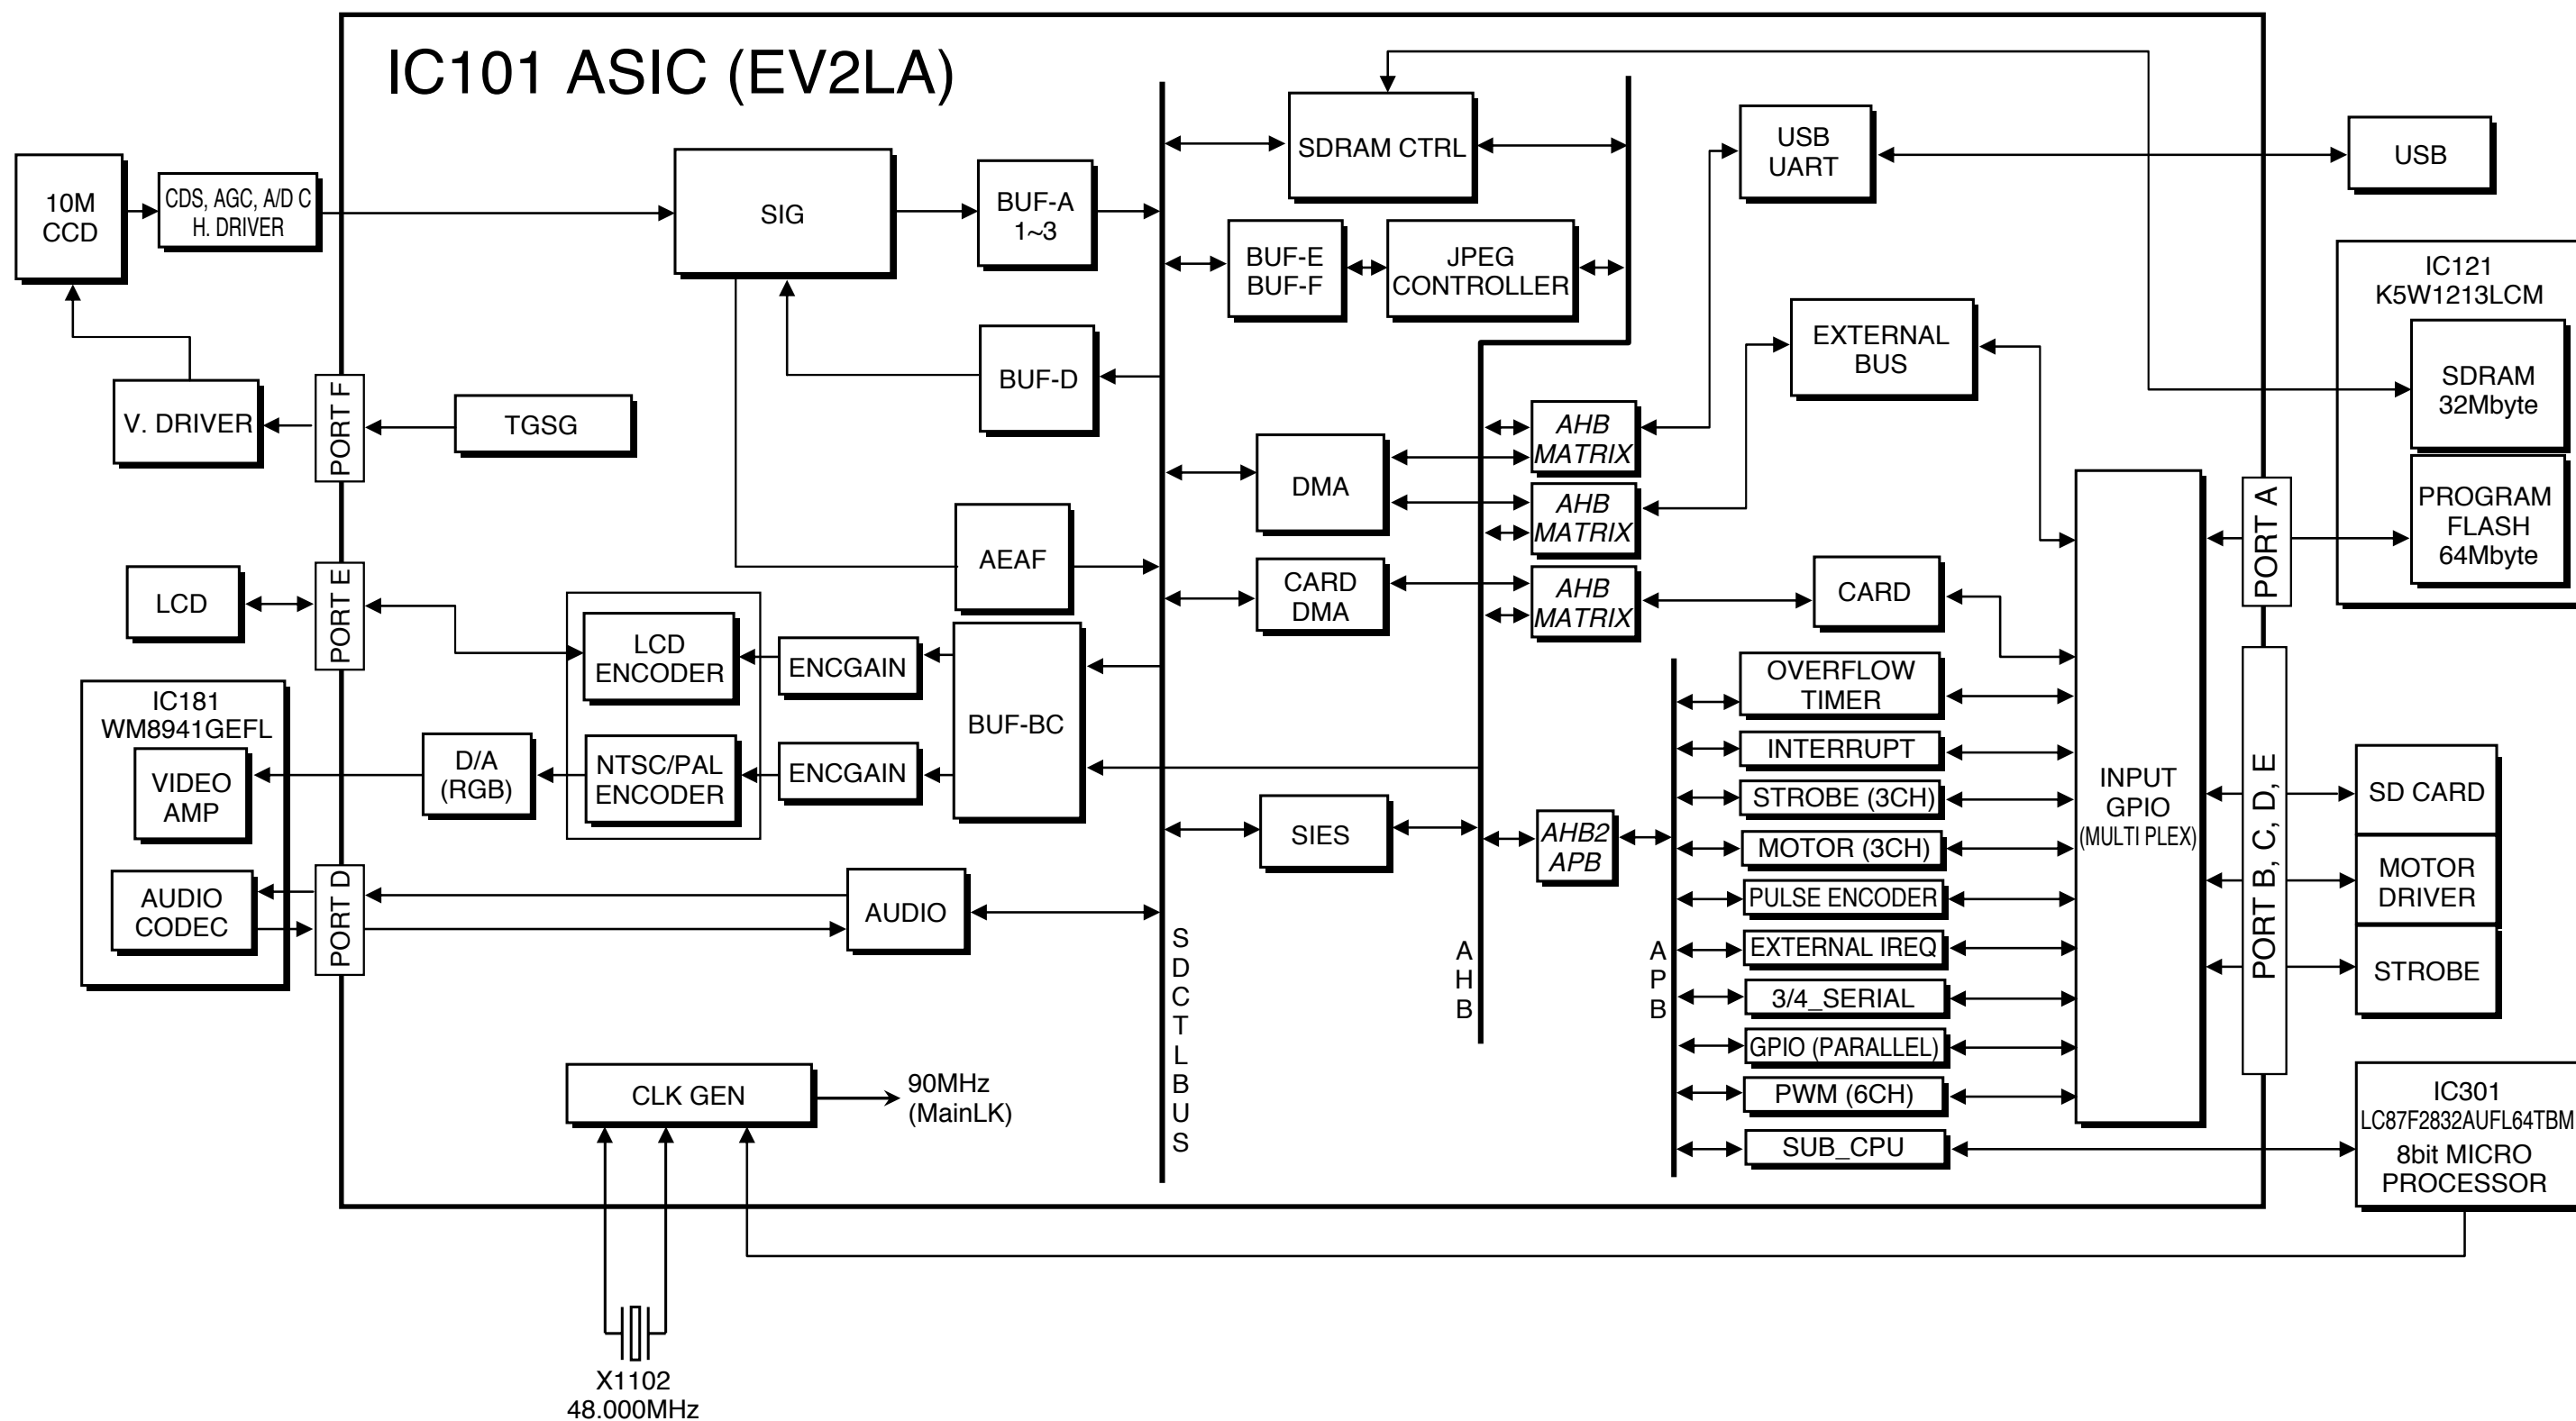 IC101 ASIC (EV2LA)
10M
CCD
CDS, AGC, A/D C
H. DRIVER
SIG
BUF-A
1~3
SDRAM CTRL
USB
UART
USB
BUF-E
BUF-F
JPEG
CONTROLLER
IC121
K5W1213LCM
SDRAM
32Mbyte
PROGRAM
FLASH
64Mbyte
EXTERNAL
BUS
V. DRIVER
PORT F
TGSG
BUF-D
DMA
AHB
MATRIX
AHB
MATRIX
AHB
MATRIX
PORT A
AEAF
CARD
DMA
CARD
LCD
PORT E
LCD
ENCODER
ENCGAIN
BUF-BC
NTSC/PAL
ENCODER
ENCGAIN
D/A
(RGB)
IC181
WM8941GEFL
VIDEO
AMP
AUDIO
CODEC
PORT D
AUDIO
SIES
AHB2
APB
OVERFLOW
TIMER
INTERRUPT
STROBE (3CH)
MOTOR (3CH)
PULSE ENCODER
EXTERNAL IREQ
3/4_SERIAL
GPIO (PARALLEL)
PWM (6CH)
SUB_CPU
INPUT
GPIO
(MULTI PLEX)
PORT B, C, D, E
SD CARD
MOTOR
DRIVER
STROBE
SDCTLBUS
AHB
APB
CLK GEN
90MHz
(MainLK)
IC301
LC87F2832AUFL64TBM
8bit MICRO
PROCESSOR
X1102
48.000MHz